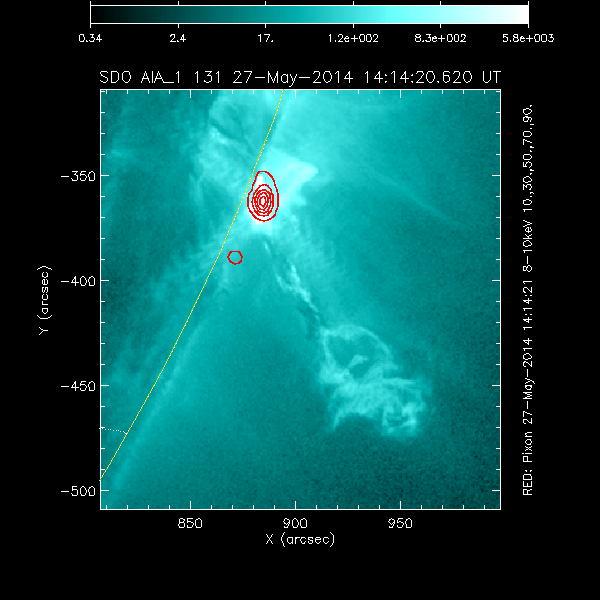 0.34 2.4 17. 1.2e+002 8.3e+002 5.8e+003
SDO AIA_1 131 27-May-2014 14:14:20.620 UT
-350
-400
-450
-500
Y (arcsec)
850 900 950
X (arcsec)
RED: Pixon 27-May-2014 14:14:21 8-10keV 10.,30.,50.,70.,90.